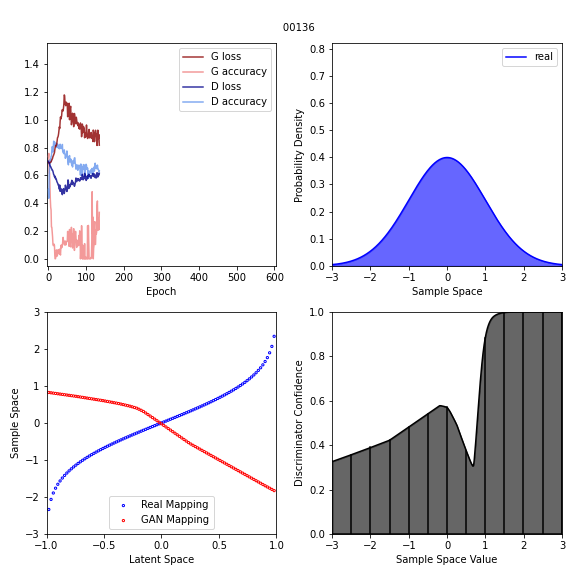 00136
1.4
1.2
1.0
0.8
0.6
0.4
0.2
0.0
0 100 200 300 400 500 600
Epoch
G loss
G accuracy
D loss
D accuracy
0.8
0.7
0.6
0.5
0.4
0.3
0.2
0.1
0.0
Probability Density
−3 −2 −1 0 1 2 3
Sample Space
real
3
2
1
0
−1
−2
−3
Sample Space
−1.0 −0.5 0.0 0.5 1.0
Latent Space
Real Mapping
GAN Mapping
1.0
0.8
0.6
0.4
0.2
0.0
Discriminator Confidence
−3 −2 −1 0 1 2 3
Sample Space Value